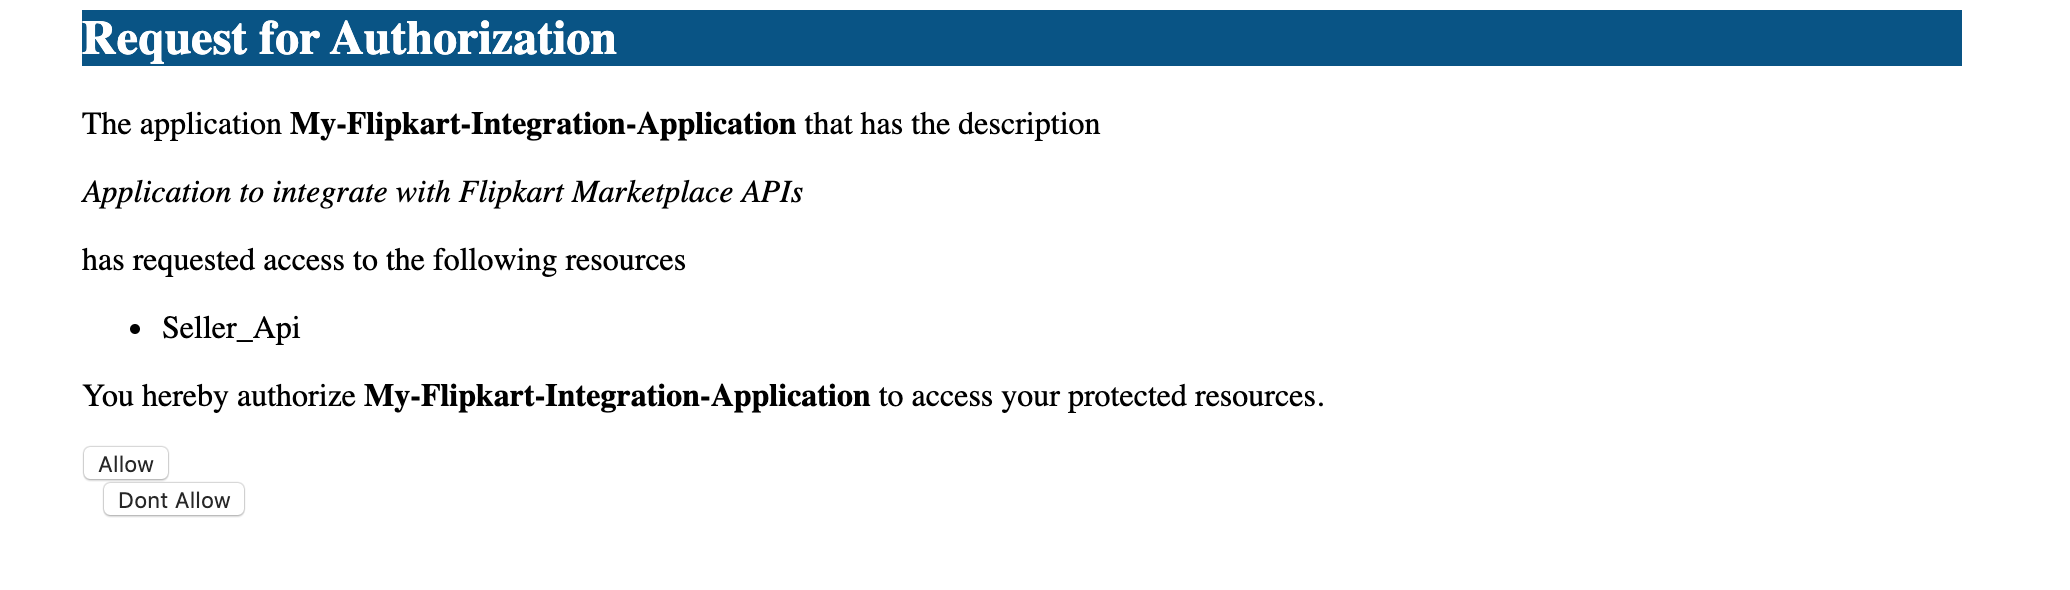 Request for Authorization
The application My-Flipkart-Integration-Application that has the description
Application to integrate with Flipkart Marketplace APIs
has requested access to the following resources
• Seller_Api
You hereby authorize My-Flipkart-Integration-Application to access your protected resources.
Allow
Dont Allow